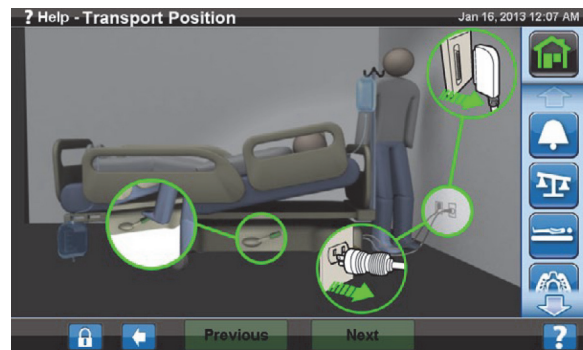 ? Help - Transport Position
Jan 16, 2013 12:07 AM
Previous Next
?